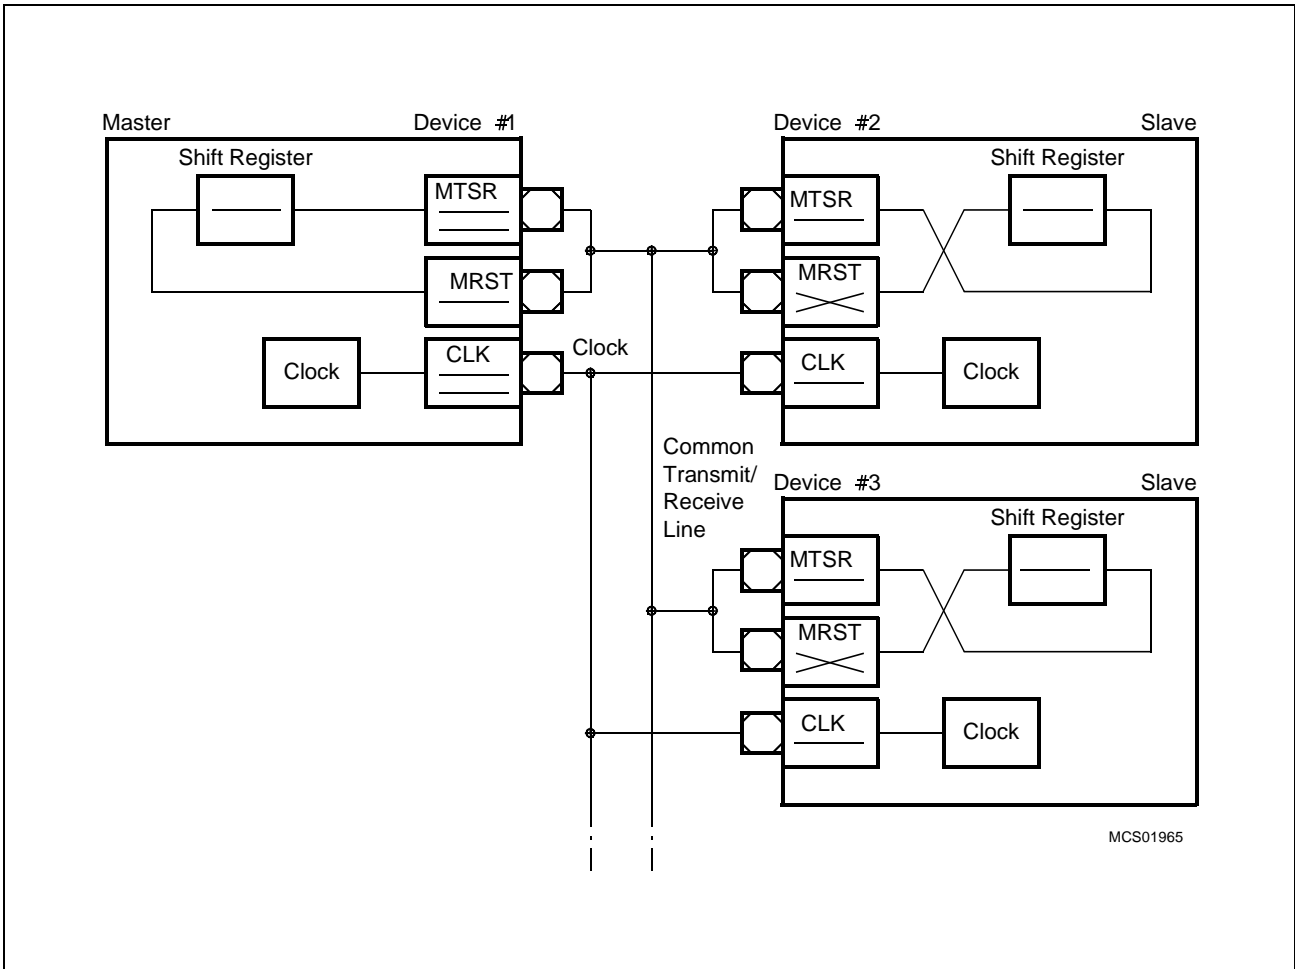 Master
Device #1
Shift Register
MTSR
MRST
CLK
Clock
Clock
Device #2
Slave
Shift Register
MTSR
MRST
CLK
Clock
Common
Transmit/
Receive
Line
Device #3
Slave
Shift Register
MTSR
MRST
CLK
Clock
MCS01965